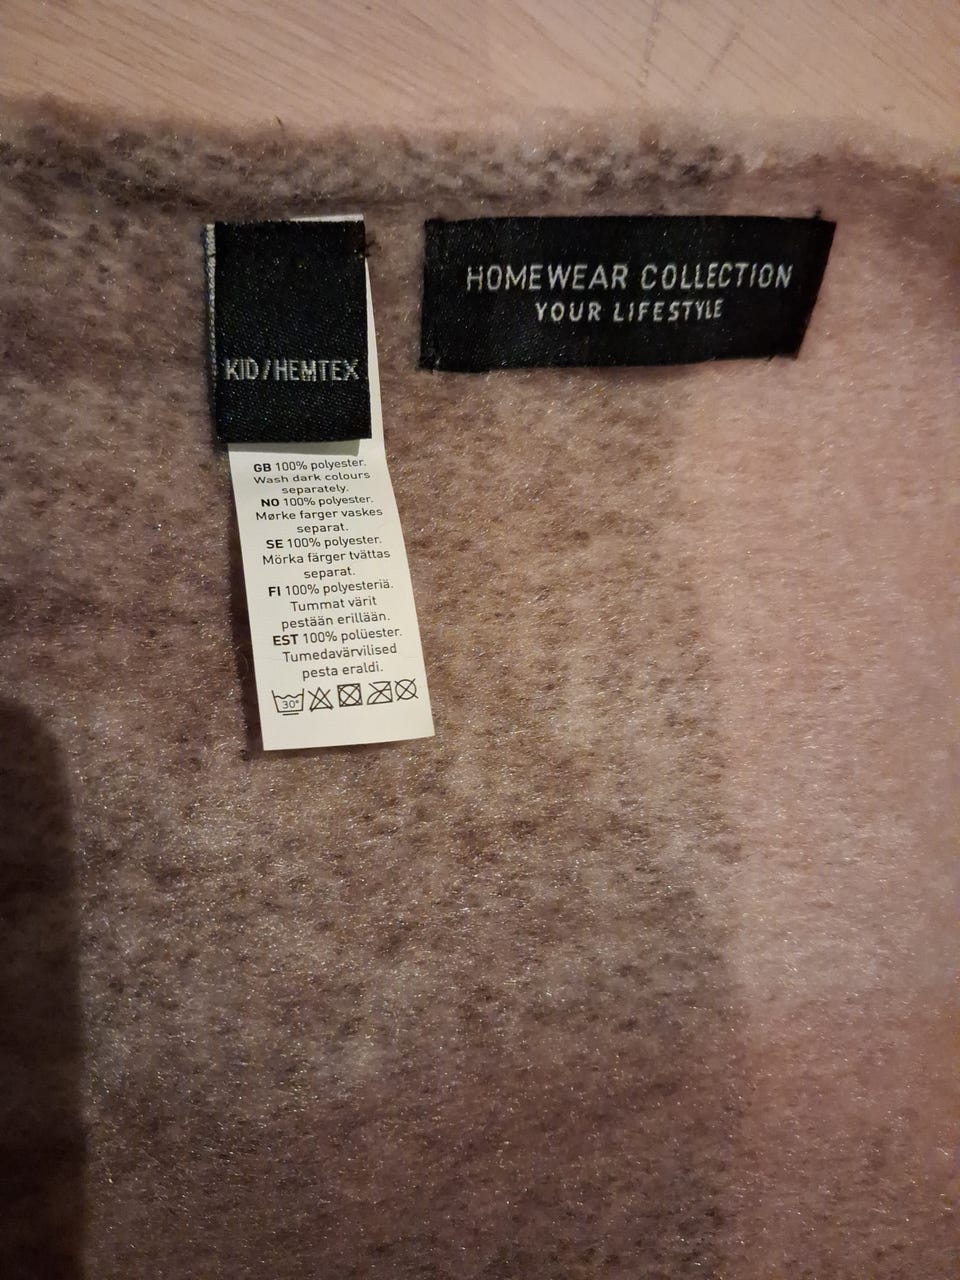 KID/HEMTEX
HOMEWEAR COLLECTION
YOUR LIFESTYLE
GB 100% polyester.
Wash dark colours
separately.
NO 100% polyester.
Mørke farger vaskes
separat.
SE 100% polyester.
Mörka färger tvättas
separat.
FI 100% polyesteriä.
Tummat värit
pestään erillään.
EST 100% polüester.
Tumedavärvilised
pesta eraldi.
30°